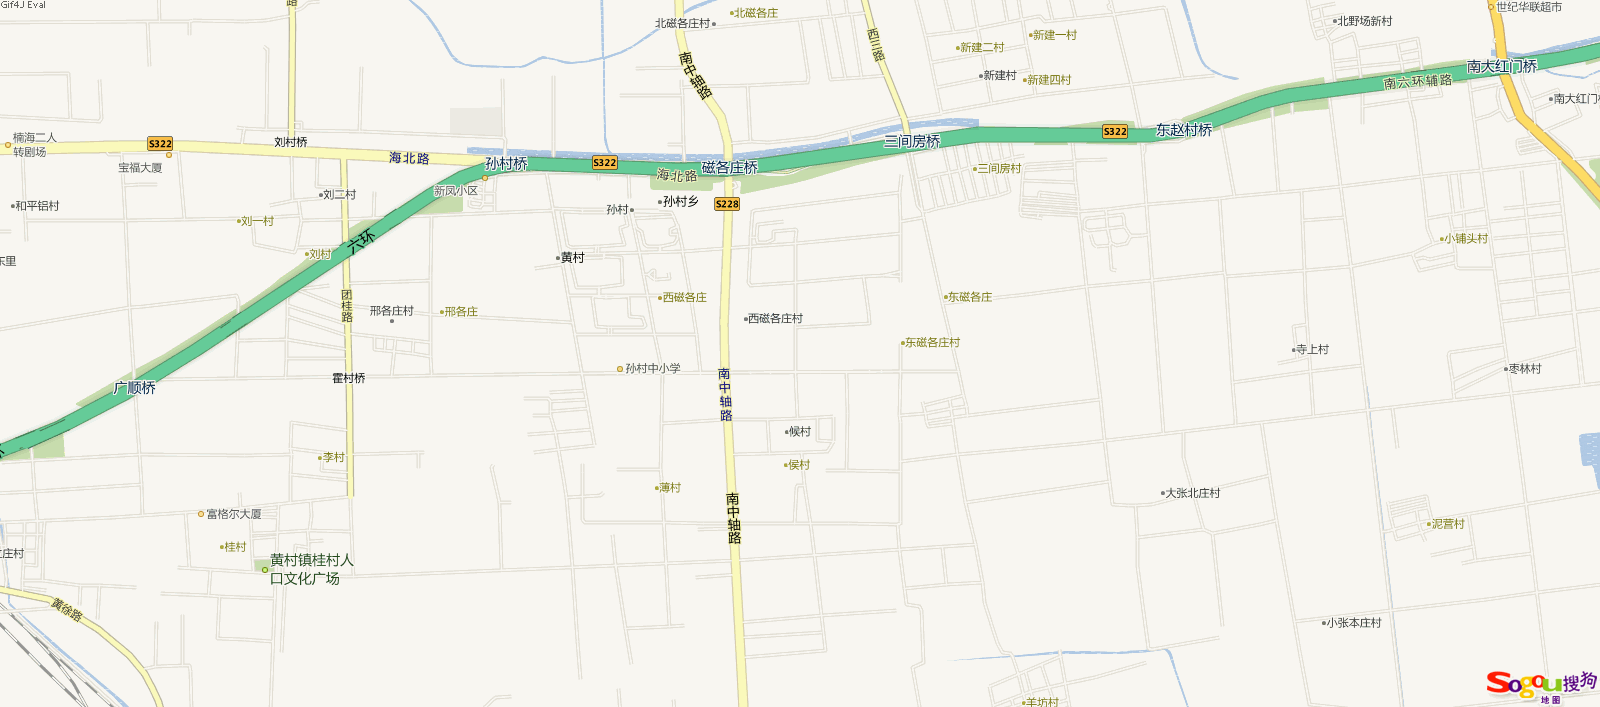 Gif4J Eval
路
北磁各庄村
北磁各庄
世纪华联超市
北野场新村
西三路
新建一村
新建二村
新建村
新建四村
南中轴路
南大红门桥
南六环辅路
南大红门
楠海二人
转剧场
S322
刘村桥
海北路
宝福大厦
孙村桥
S322
磁各庄桥
三间房桥
S322
东赵村桥
海北路
三间房村
新凤小区
刘二村
和平铝村
刘一村
孙村
孙村乡
S228
小铺头村
六环
刘村
黄村
东里
团桂路
邢各庄村
邢各庄
西磁各庄
西磁各庄村
东磁各庄
东磁各庄村
寺上村
枣林村
孙村中小学
霍村桥
广顺桥
南中轴路
候村
侯村
李村
薄村
大张北庄村
南中轴路
富格尔大厦
泥营村
桂村
庄村
黄村镇桂村人
口文化广场
黄徐路
小张本庄村
羊坊村
Sogou搜狗
地图